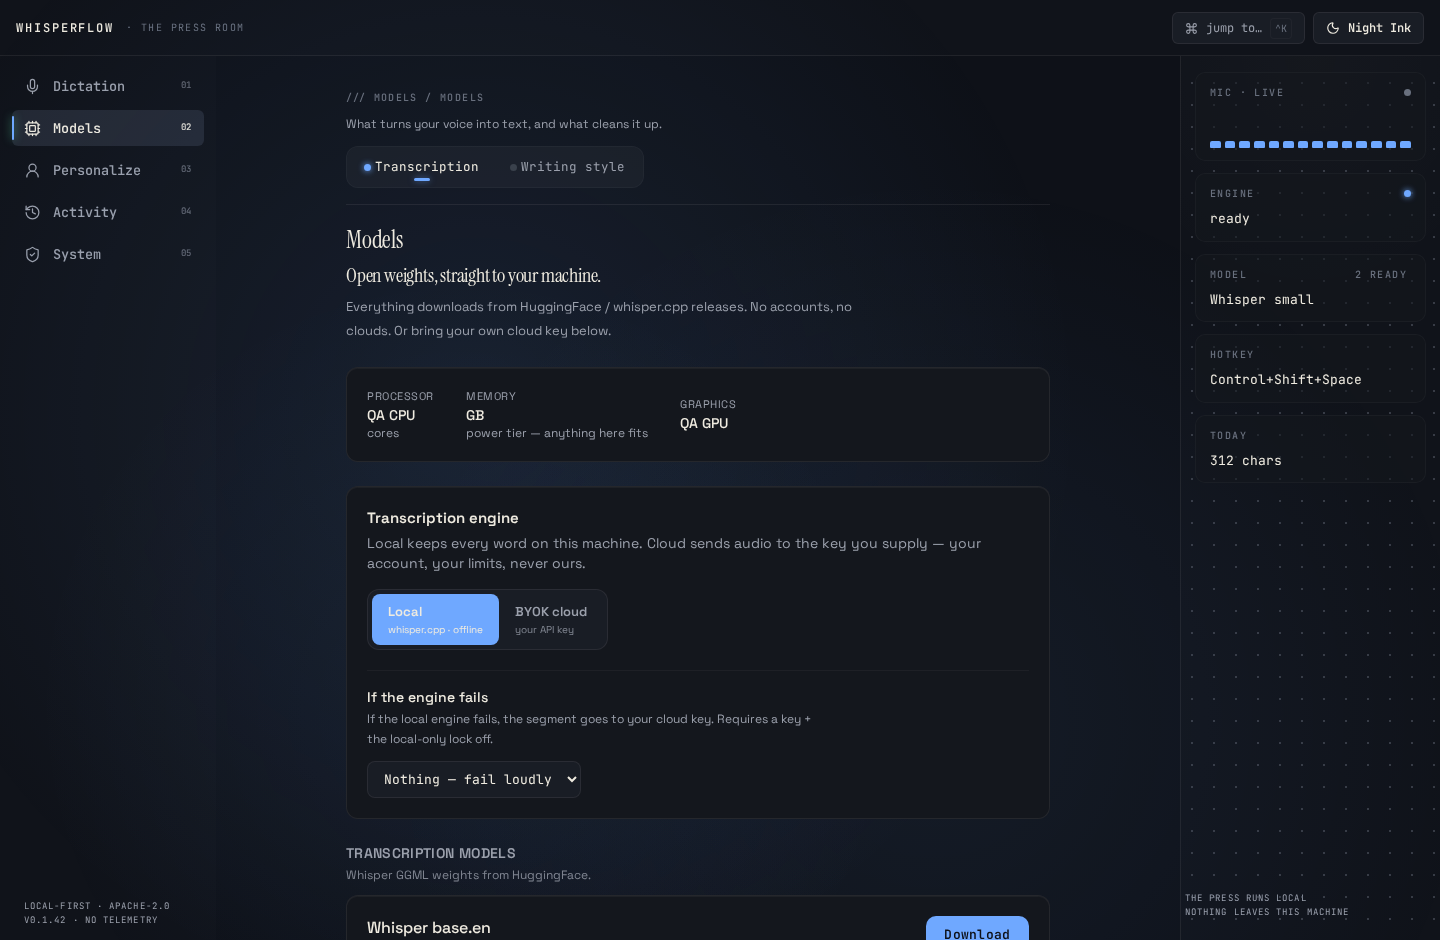 WHISPERFLOW · THE PRESS ROOM
⌘ jump to… ^K
Night Ink
Dictation 01
Models 02
Personalize 03
Activity 04
System 05
LOCAL-FIRST · APACHE-2.0
V0.1.42 · NO TELEMETRY
/// MODELS / MODELS
What turns your voice into text, and what cleans it up.
Transcription
Writing style
Models
Open weights, straight to your machine.
Everything downloads from HuggingFace / whisper.cpp releases. No accounts, no
clouds. Or bring your own cloud key below.
PROCESSOR
QA CPU
cores
MEMORY
GB
power tier — anything here fits
GRAPHICS
QA GPU
Transcription engine
Local keeps every word on this machine. Cloud sends audio to the key you supply — your
account, your limits, never ours.
Local
whisper.cpp · offline
BYOK cloud
your API key
If the engine fails
If the local engine fails, the segment goes to your cloud key. Requires a key +
the local-only lock off.
Nothing — fail loudly
TRANSCRIPTION MODELS
Whisper GGML weights from HuggingFace.
Whisper base.en
Download
MIC · LIVE
ENGINE
ready
MODEL 2 READY
Whisper small
HOTKEY
Control+Shift+Space
TODAY
312 chars
THE PRESS RUNS LOCAL
NOTHING LEAVES THIS MACHINE